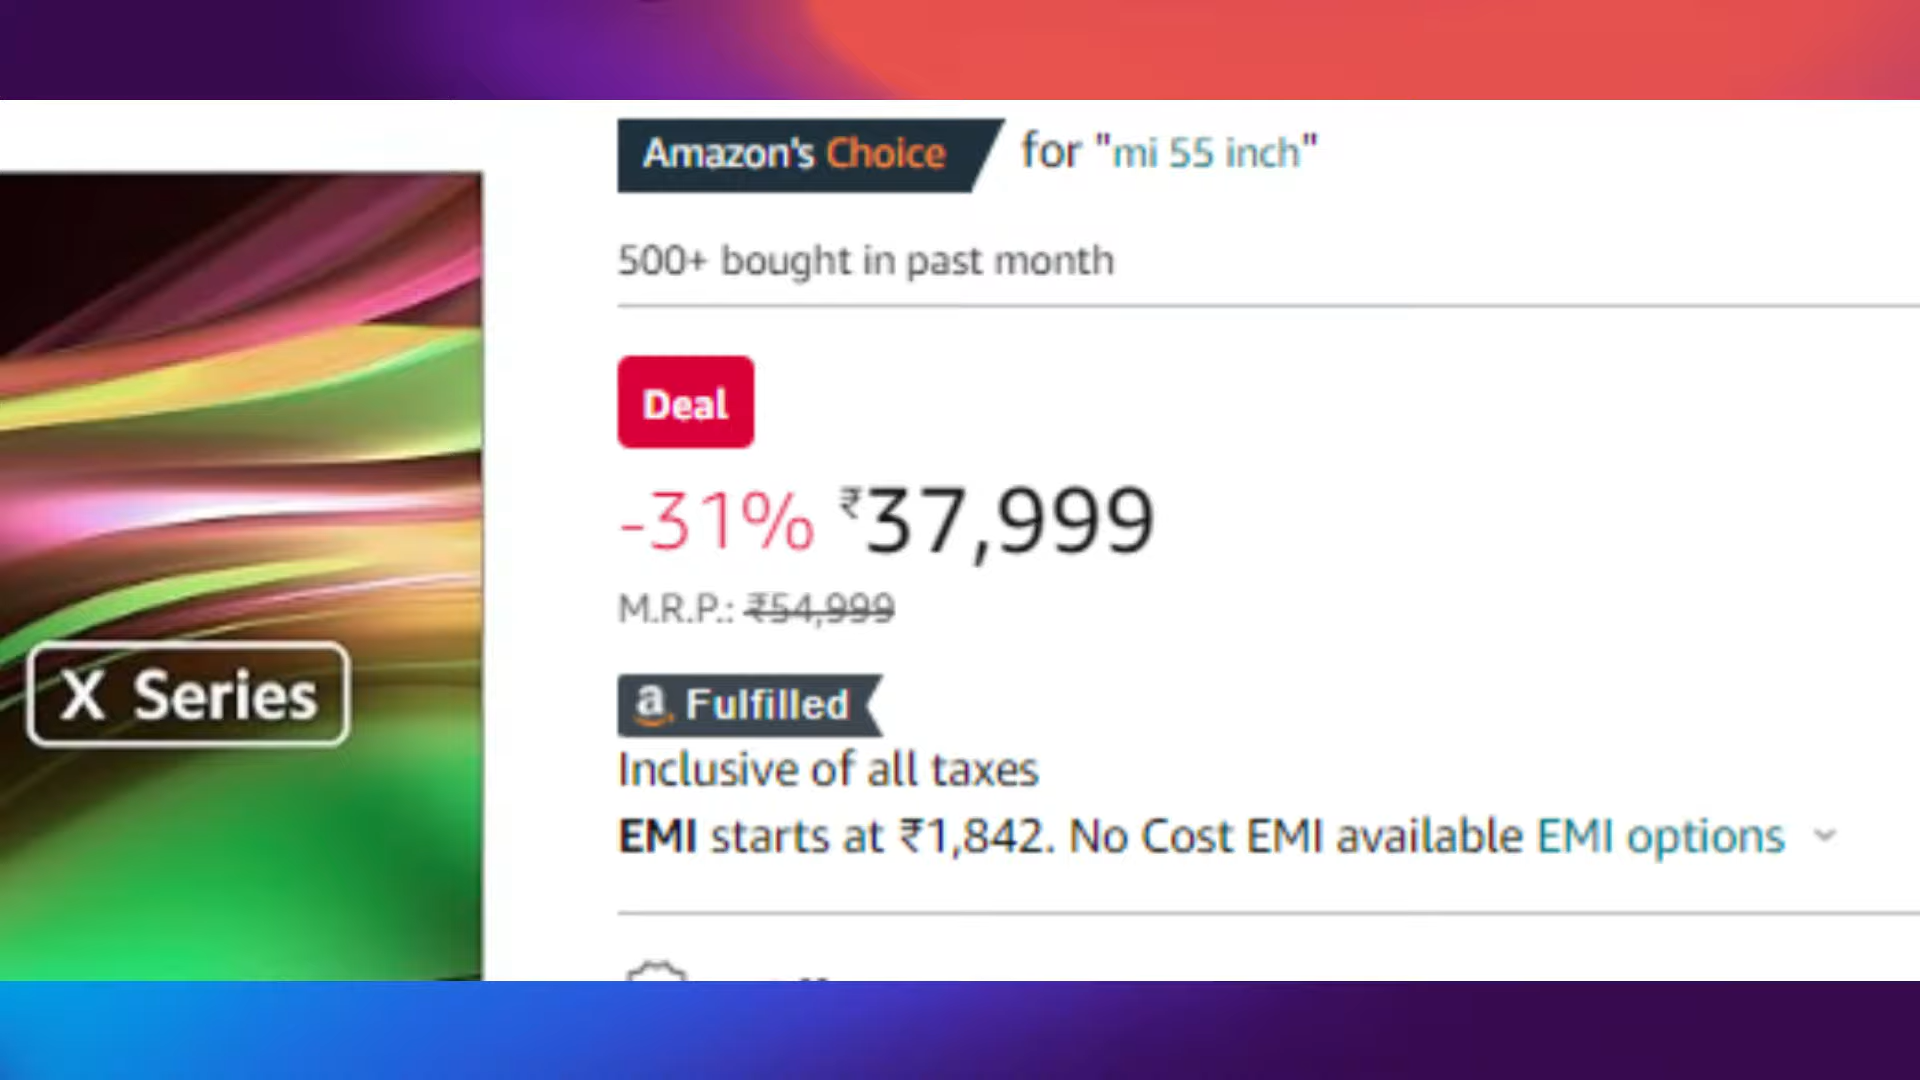 Amazon's Choice for "mi 55 inch"
500+ bought in past month
Deal
-31% ₹37,999
M.R.P.: ₹54,999
X Series
a Fulfilled
Inclusive of all taxes
EMI starts at ₹1,842. No Cost EMI available EMI options